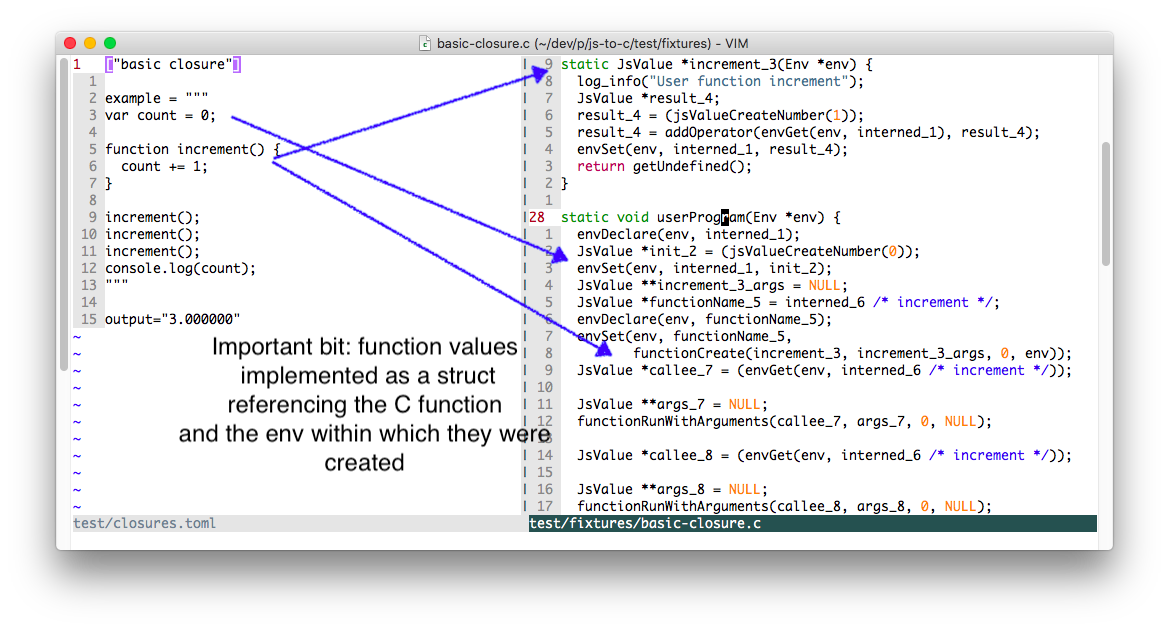 basic-closure.c (~/dev/p/js-to-c/test/fixtures) - VIM
1 ["basic closure"]
1
2 example = """
3 var count = 0;
4
5 function increment() {
6   count += 1;
7 }
8
9 increment();
10 increment();
11 increment();
12 console.log(count);
13 """
14
15 output="3.000000"
~
~
~
~
~
~
~
~
~
~
~
Important bit: function values
implemented as a struct
referencing the C function
and the env within which they were
created
test/closures.toml
9 static JsValue *increment_3(Env *env) {
8   log_info("User function increment");
7   JsValue *result_4;
6   result_4 = (jsValueCreateNumber(1));
5   result_4 = addOperator(envGet(env, interned_1), result_4);
4   envSet(env, interned_1, result_4);
3   return getUndefined();
2 }
1
28 static void userProgram(Env *env) {
1   envDeclare(env, interned_1);
2   JsValue *init_2 = (jsValueCreateNumber(0));
3   envSet(env, interned_1, init_2);
4   JsValue **increment_3_args = NULL;
5   JsValue *functionName_5 = interned_6 /* increment */;
6   envDeclare(env, functionName_5);
7   envSet(env, functionName_5,
8          functionCreate(increment_3, increment_3_args, 0, env));
9   JsValue *callee_7 = (envGet(env, interned_6 /* increment */));
10
11   JsValue **args_7 = NULL;
12   functionRunWithArguments(callee_7, args_7, 0, NULL);
13
14   JsValue *callee_8 = (envGet(env, interned_6 /* increment */));
15
16   JsValue **args_8 = NULL;
17   functionRunWithArguments(callee_8, args_8, 0, NULL);
test/fixtures/basic-closure.c